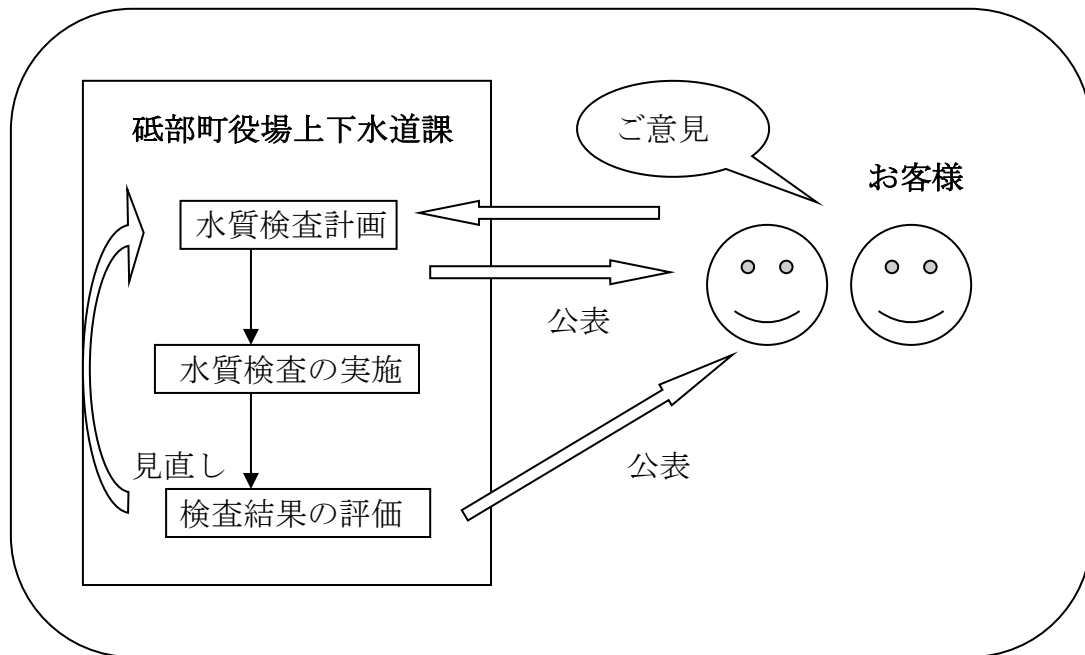 砥部町役場上下水道課
ご意見
お客様
水質検査計画
公表
水質検査の実施
見直し
公表
検査結果の評価